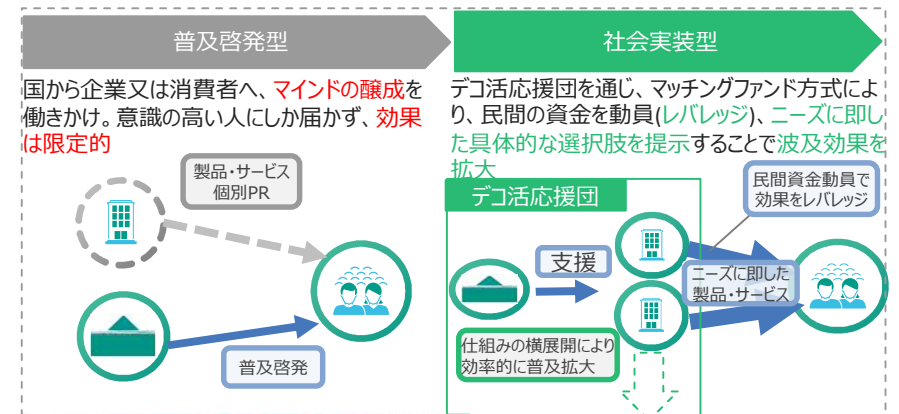 普及啓発型
国から企業又は消費者へ、マインドの醸成を
働きかけ。意識の高い人にしか届かず、効果
は限定的
製品・サービス
個別PR
普及啓発
社会実装型
デコ活応援団を通じ、マッチングファンド方式によ
り、民間の資金を動員(レバレッジ)、ニーズに即し
た具体的な選択肢を提示することで波及効果を
拡大
デコ活応援団
民間資金動員で
効果をレバレッジ
支援
ニーズに即した
製品・サービス
仕組みの横展開により
効率的に普及拡大